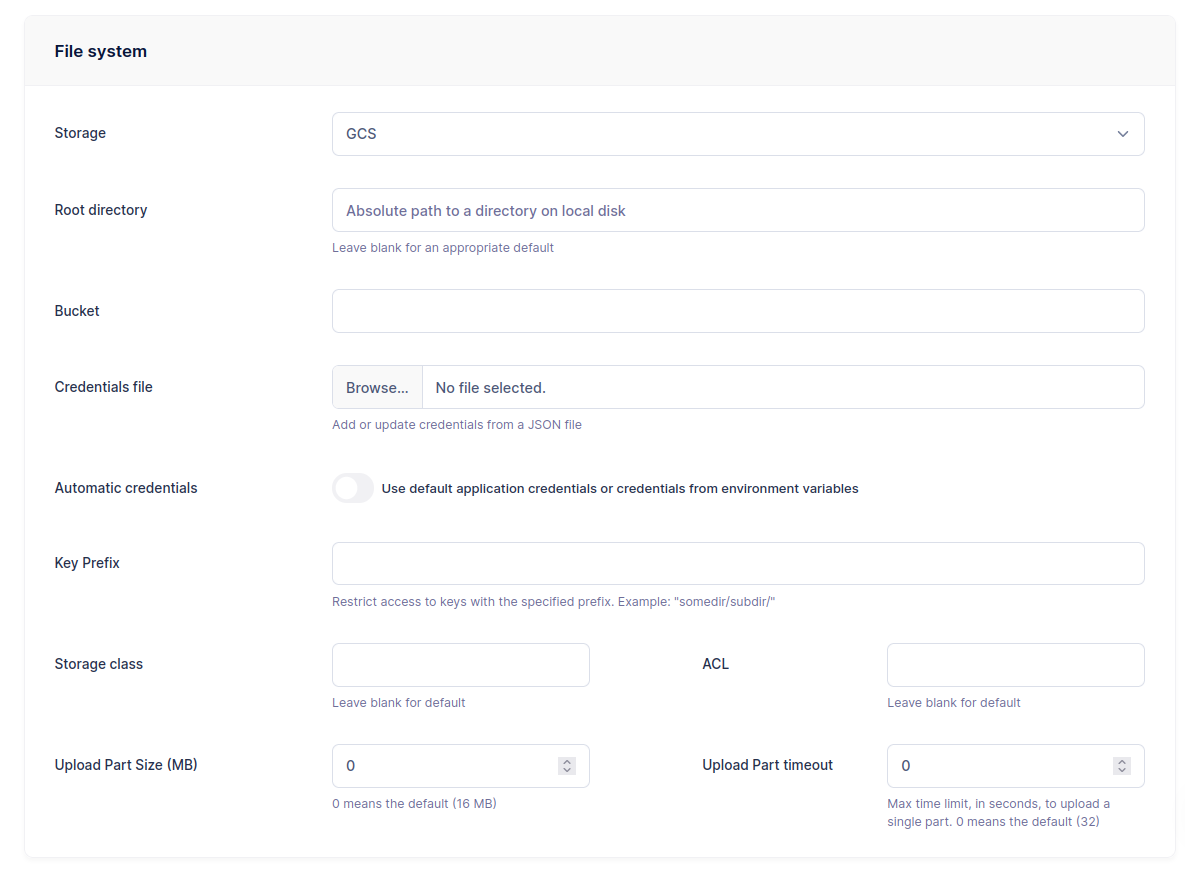 File system
Storage
GCS
Root directory
Absolute path to a directory on local disk
Leave blank for an appropriate default
Bucket
Credentials file
Browse... No file selected.
Add or update credentials from a JSON file
Automatic credentials
Use default application credentials or credentials from environment variables
Key Prefix
Restrict access to keys with the specified prefix. Example: "somedir/subdir/"
Storage class
Leave blank for default
ACL
Leave blank for default
Upload Part Size (MB)
0
0 means the default (16 MB)
Upload Part timeout
0
Max time limit, in seconds, to upload a
single part. 0 means the default (32)